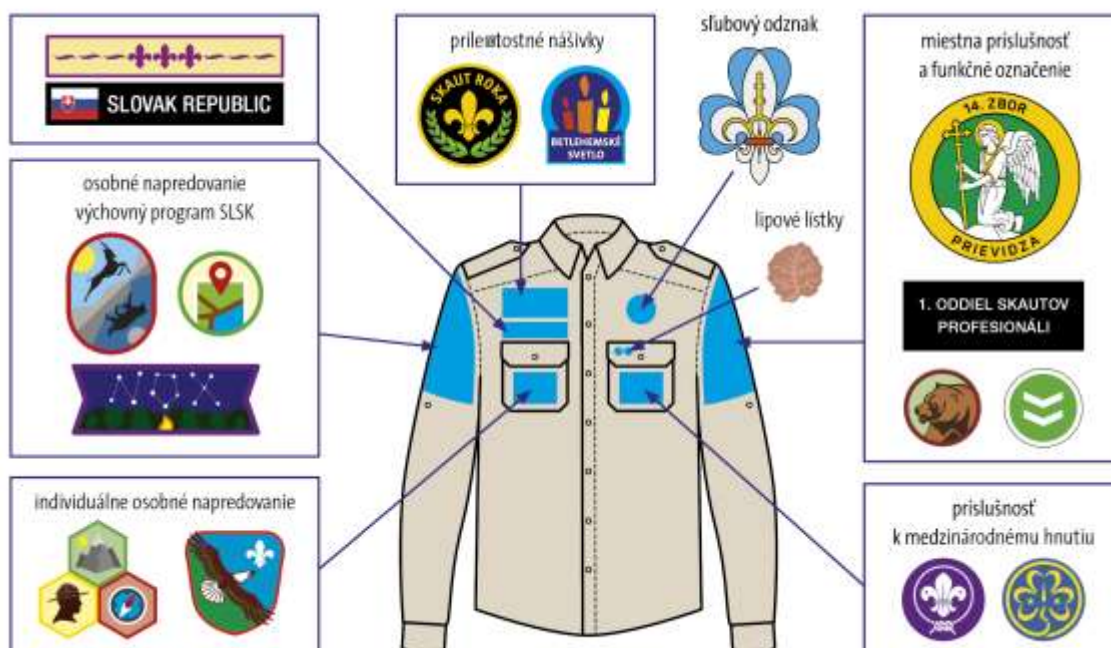 SLOVAK REPUBLIC
príležitostné nášivky
SKAUT ROKA
BETLEHEMSKÉ
SVETLO
sľubový odznak
miestna príslušnosť
a funkčné označenie
14. ZBOR
PRIEVIDZA
1. ODDIEL SKAUTOV
PROFESIONÁLI
osobné napredovanie
výchovný program SLSK
lipové lístky
individuálne osobné napredovanie
príslušnosť
k medzinárodnému hnutiu